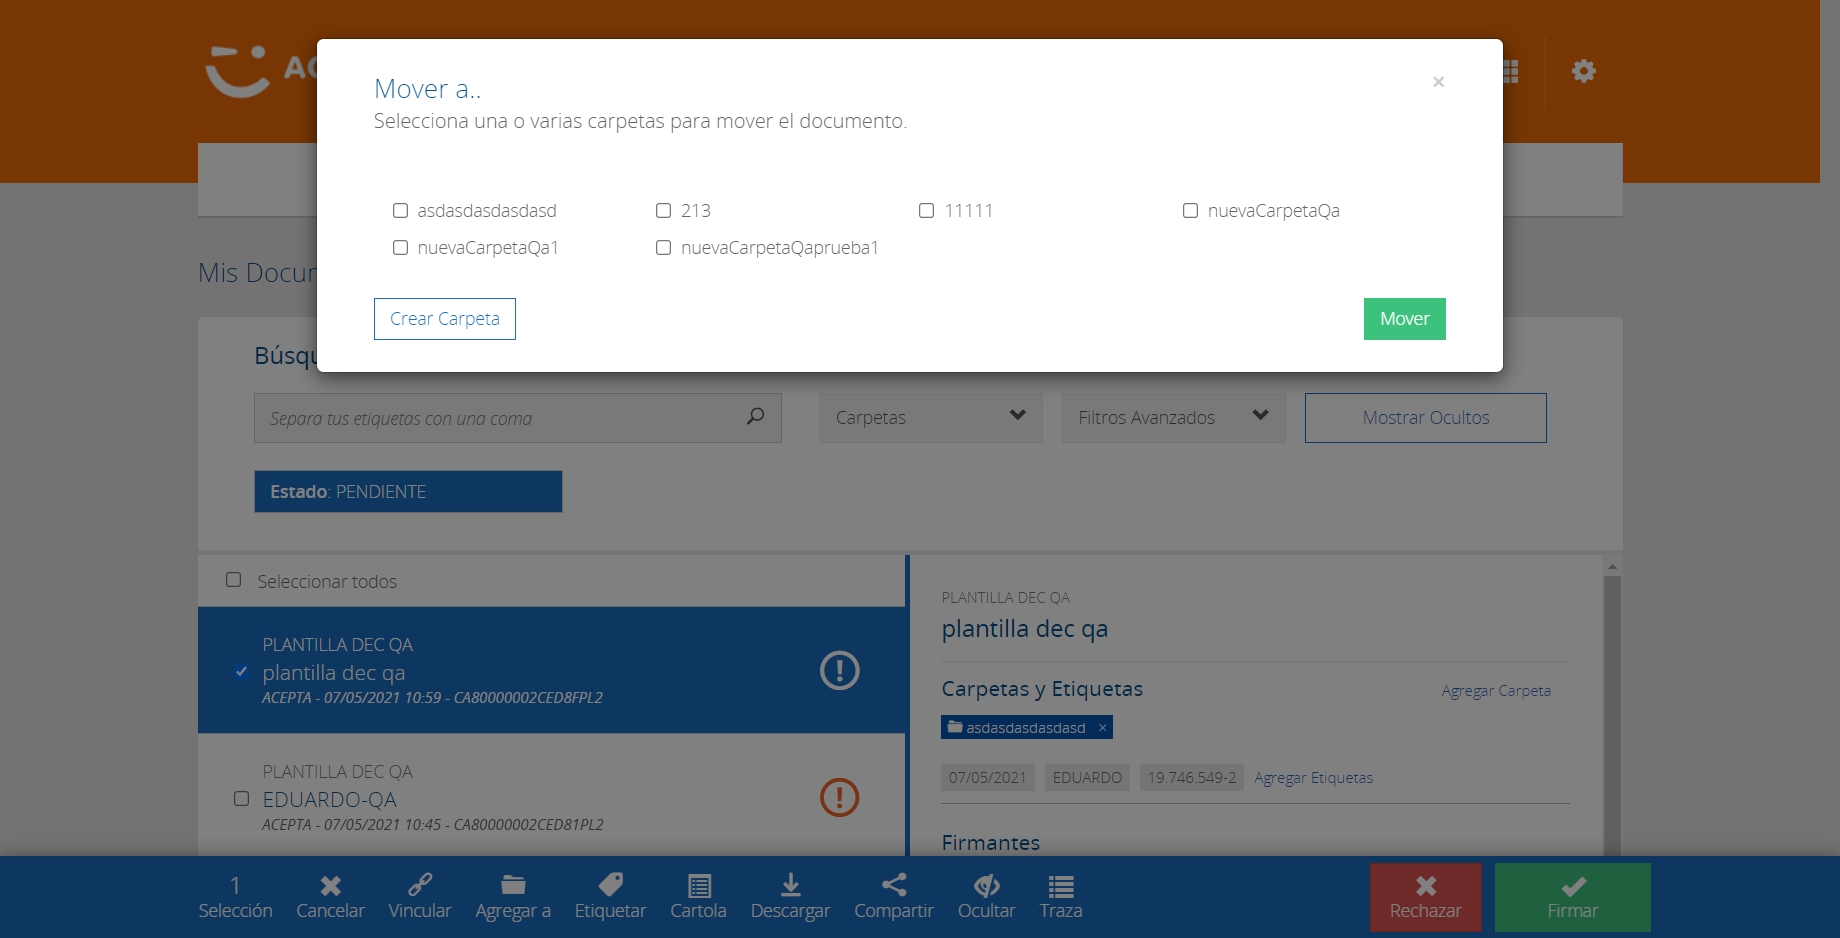 Mover a..
×
Selecciona una o varias carpetas para mover el documento.
asdasdasdasdasd
213
11111
nuevaCarpetaQa
nuevaCarpetaQa1
nuevaCarpetaQaprueba1
Crear Carpeta
Mover
Separa tus etiquetas con una coma
Carpetas
Filtros Avanzados
Mostrar Ocultos
Estado: PENDIENTE
Seleccionar todos
PLANTILLA DEC QA
plantilla dec qa
ACEPTA - 07/05/2021 10:59 - CA80000002CED8FPL2
PLANTILLA DEC QA
EDUARDO-QA
ACEPTA - 07/05/2021 10:45 - CA80000002CED81PL2
PLANTILLA DEC QA
plantilla dec qa
Carpetas y Etiquetas
Agregar Carpeta
asdasdasdasdasd ×
07/05/2021
EDUARDO
19.746.549-2
Agregar Etiquetas
Firmantes
1
Selección
Cancelar
Vincular
Agregar a
Etiquetar
Cartola
Descargar
Compartir
Ocultar
Traza
Rechazar
Firmar